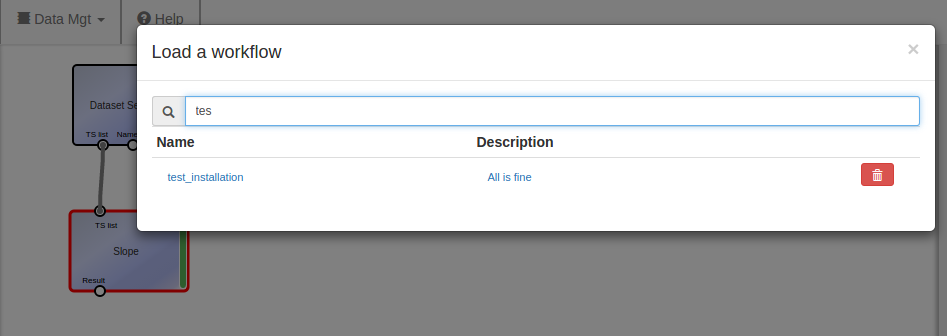 Data Mgt
Help
Load a workflow
×
tes
Name Description
test_installation All is fine
Dataset Se
TS list Name
TS list
Slope
Result